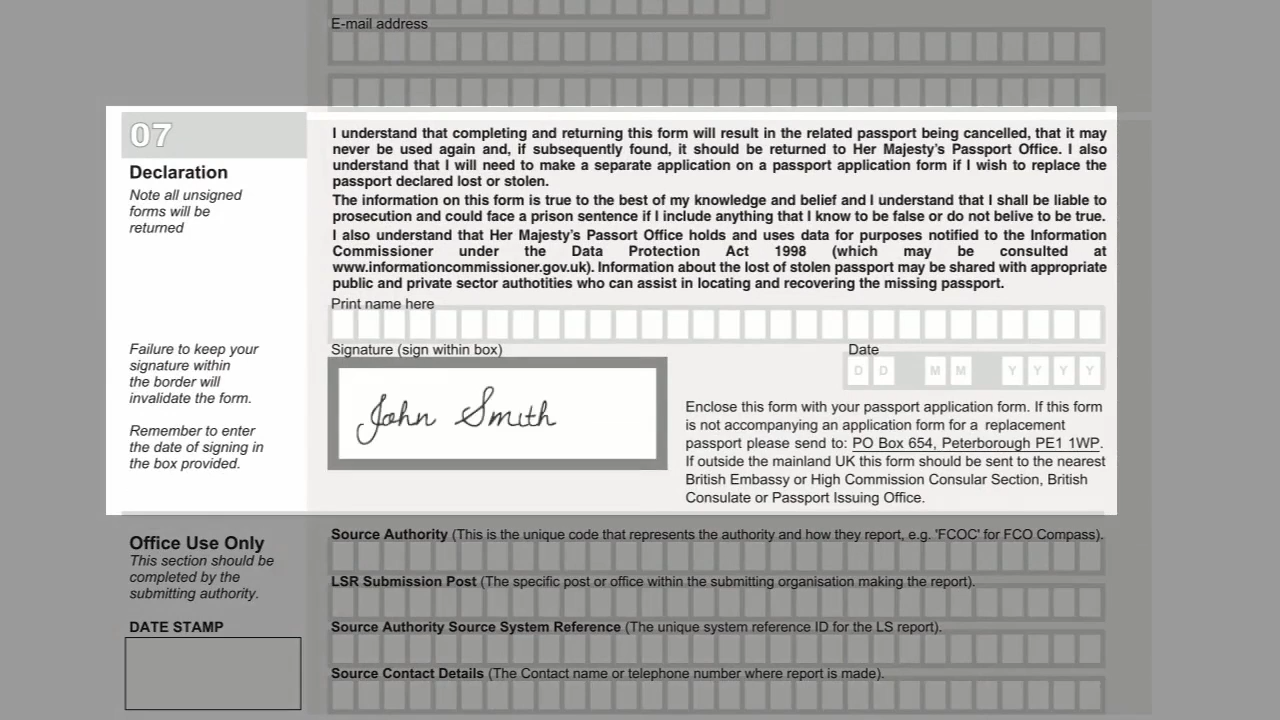 E-mail address
07
Declaration
Note all unsigned
forms will be
returned
I understand that completing and returning this form will result in the related passport being cancelled, that it may
never be used again and, if subsequently found, it should be returned to Her Majesty's Passport Office. I also
understand that I will need to make a separate application on a passport application form if I wish to replace the
passport declared lost or stolen.
The information on this form is true to the best of my knowledge and belief and I understand that I shall be liable to
prosecution and could face a prison sentence if I include anything that I know to be false or do not belive to be true.
I also understand that Her Majesty's Passort Office holds and uses data for purposes notified to the Information
Commissioner under the Data Protection Act 1998 (which may be consulted at
www.informationcommissioner.gov.uk). Information about the lost of stolen passport may be shared with appropriate
public and private sector authotities who can assist in locating and recovering the missing passport.
Print name here
Failure to keep your
signature within
the border will
invalidate the form.
Remember to enter
the date of signing in
the box provided.
Signature (sign within box)
John Smith
Date
D D M M Y Y Y Y
Enclose this form with your passport application form. If this form
is not accompanying an application form for a replacement
passport please send to: PO Box 654, Peterborough PE1 1WP.
If outside the mainland UK this form should be sent to the nearest
British Embassy or High Commission Consular Section, British
Consulate or Passport Issuing Office.
Office Use Only
This section should be
completed by the
submitting authority.
DATE STAMP
Source Authority (This is the unique code that represents the authority and how they report, e.g. 'FCOC' for FCO Compass).
LSR Submission Post (The specific post or office within the submitting organisation making the report).
Source Authority Source System Reference (The unique system reference ID for the LS report).
Source Contact Details (The Contact name or telephone number where report is made).